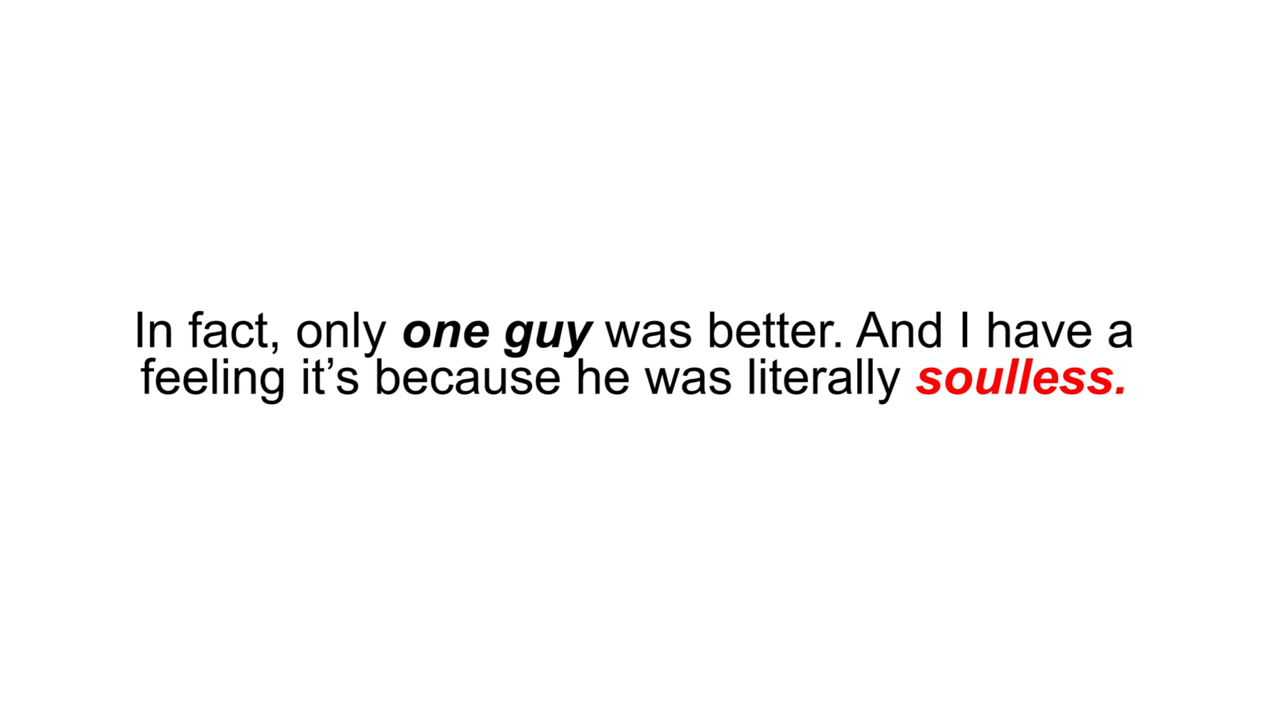 In fact, only one guy was better. And I have a
feeling it’s because he was literally soulless.